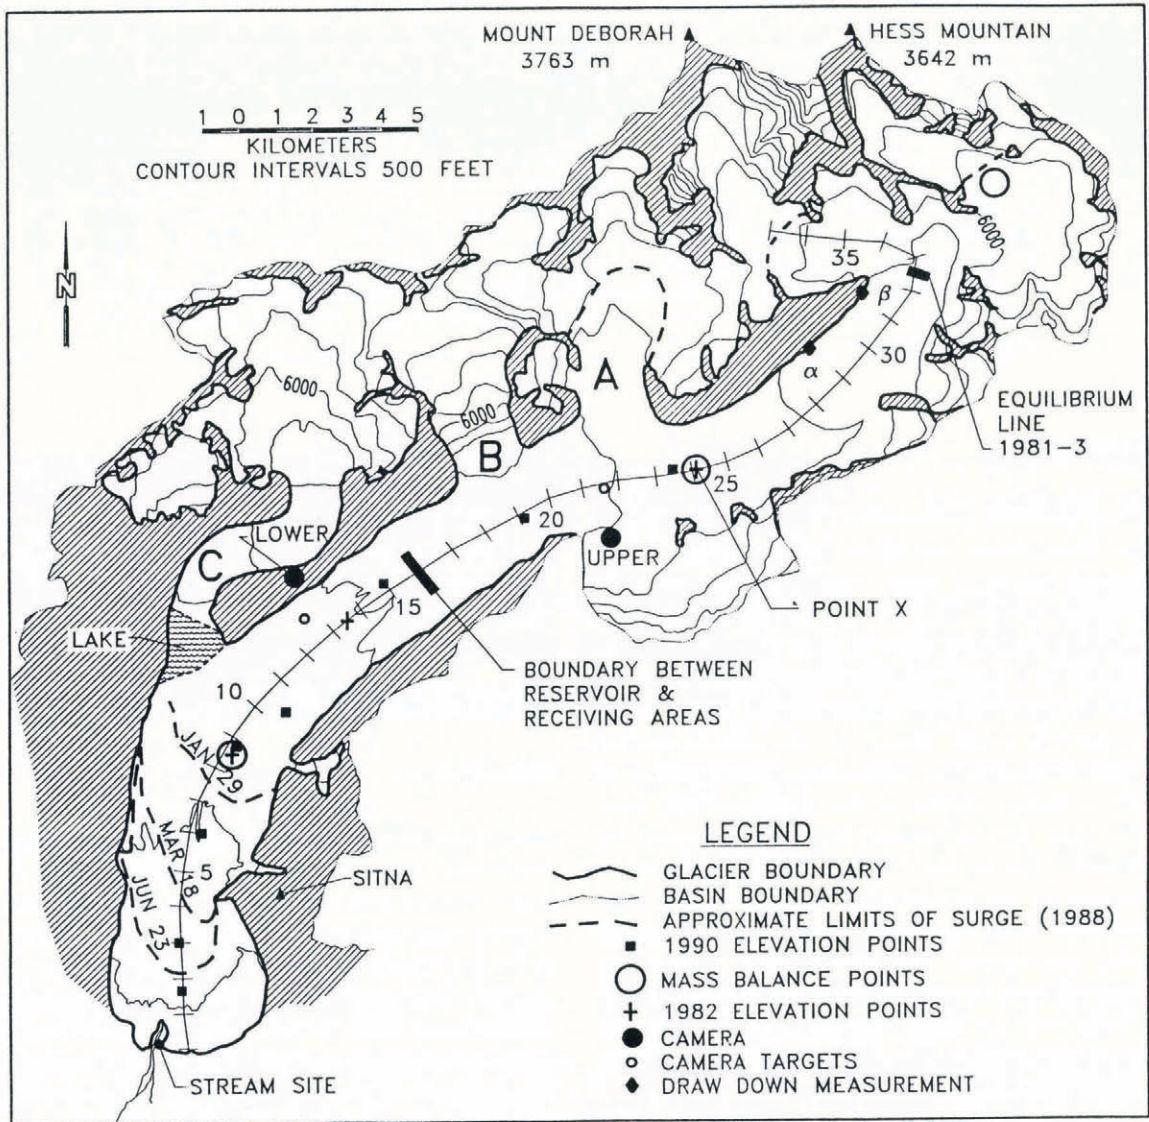 MOUNT DEBORAH
3763 m
HESS MOUNTAIN
3642 m
1 0 1 2 3 4 5
KILOMETERS
CONTOUR INTERVALS 500 FEET
N
6000
35
β
30
α
A
EQUILIBRIUM
LINE
1981-3
6000
6000
B
25
20
LOWER
UPPER
C
15
POINT X
LAKE
BOUNDARY BETWEEN
RESERVOIR &
RECEIVING AREAS
10
JAN 29
MAR 8
5
JUN 23
SITNA
STREAM SITE
LEGEND
GLACIER BOUNDARY
BASIN BOUNDARY
APPROXIMATE LIMITS OF SURGE (1988)
1990 ELEVATION POINTS
MASS BALANCE POINTS
1982 ELEVATION POINTS
CAMERA
CAMERA TARGETS
DRAW DOWN MEASUREMENT